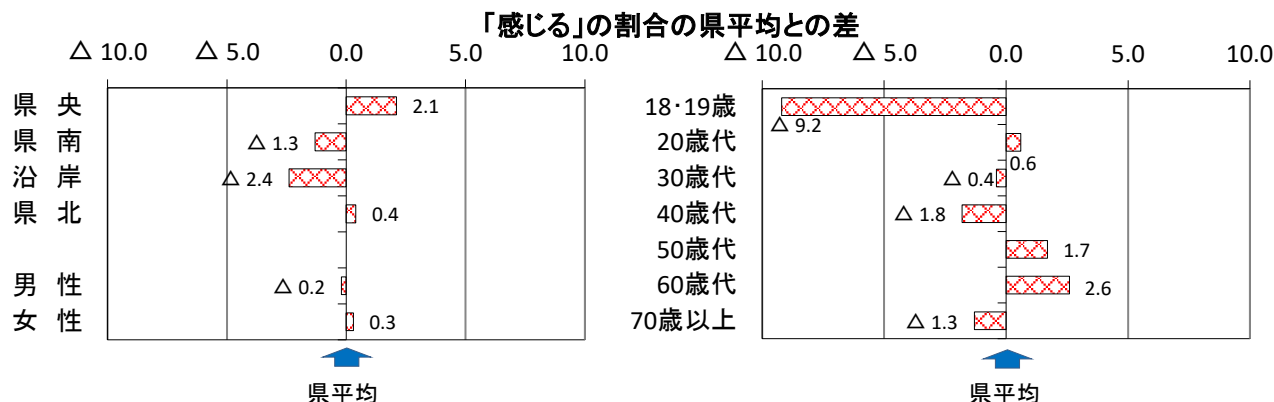 「感じる」の割合の県平均との差
△ 10.0 △ 5.0 0.0 5.0 10.0
県 央 2.1
県 南 △ 1.3
沿 岸 △ 2.4
県 北 0.4
男 性 △ 0.2
女 性 0.3
県平均
△ 10.0 △ 5.0 0.0 5.0 10.0
18・19歳 △ 9.2
20歳代 0.6
30歳代 △ 0.4
40歳代 △ 1.8
50歳代 1.7
60歳代 2.6
70歳以上 △ 1.3
県平均